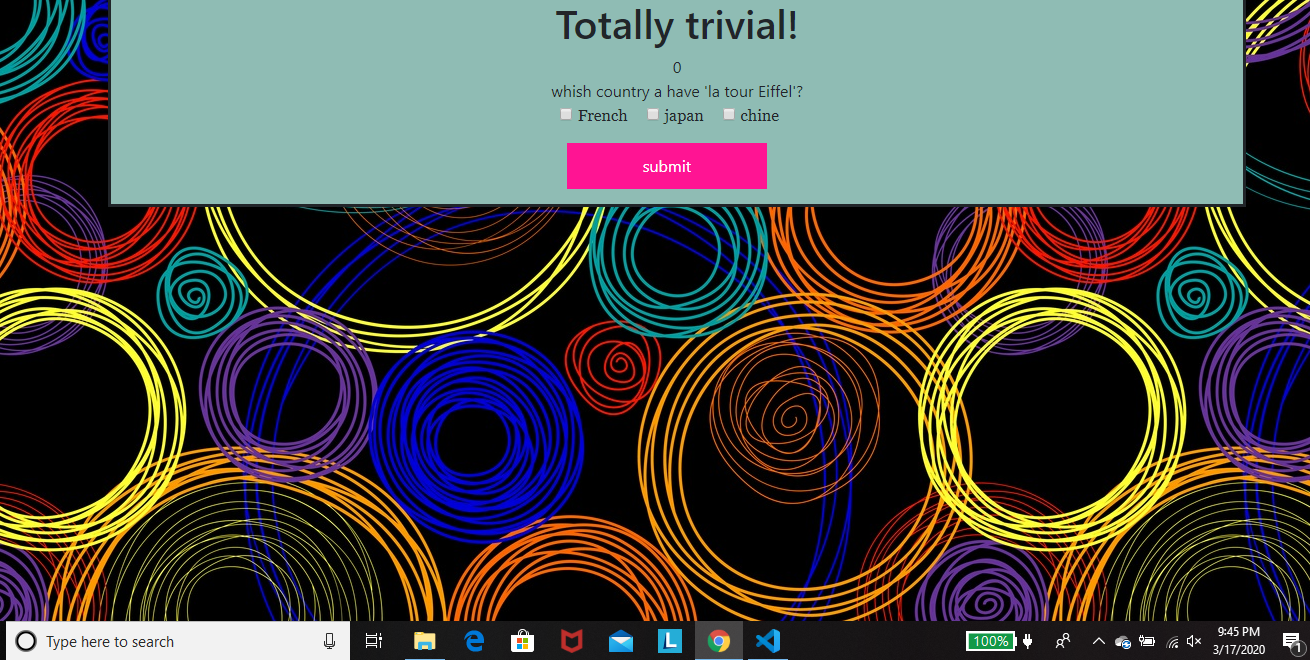 Totally trivial!
0
whish country a have 'la tour Eiffel'?
French japan chine
submit
Type here to search
L
100%
9:45 PM
3/17/2020
1